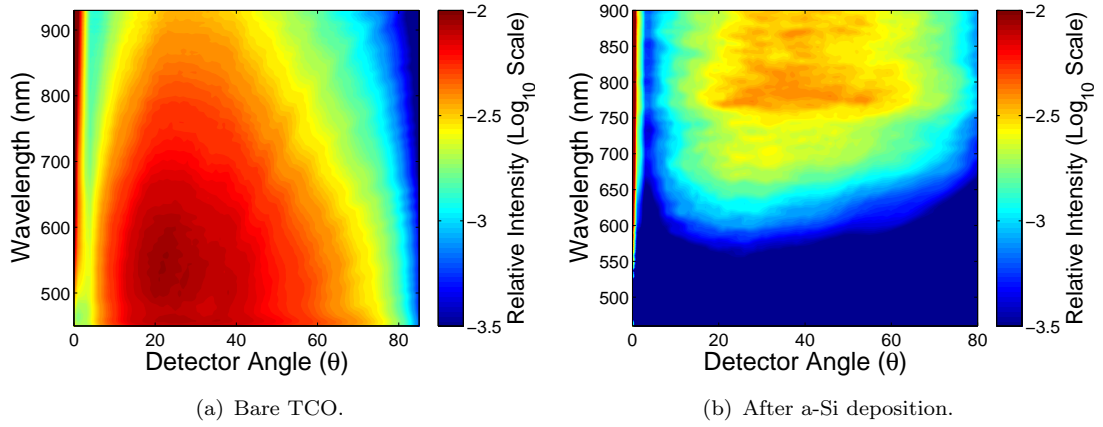 900
800
700
600
500
Wavelength (nm)
0 20 40 60 80
Detector Angle (θ)
−2
−2.5
−3
−3.5
Relative Intensity (Log10 Scale)
(a) Bare TCO.
900
850
800
750
700
650
600
550
500
Wavelength (nm)
0 20 40 60 80
Detector Angle (θ)
−2
−2.5
−3
−3.5
Relative Intensity (Log10 Scale)
(b) After a-Si deposition.